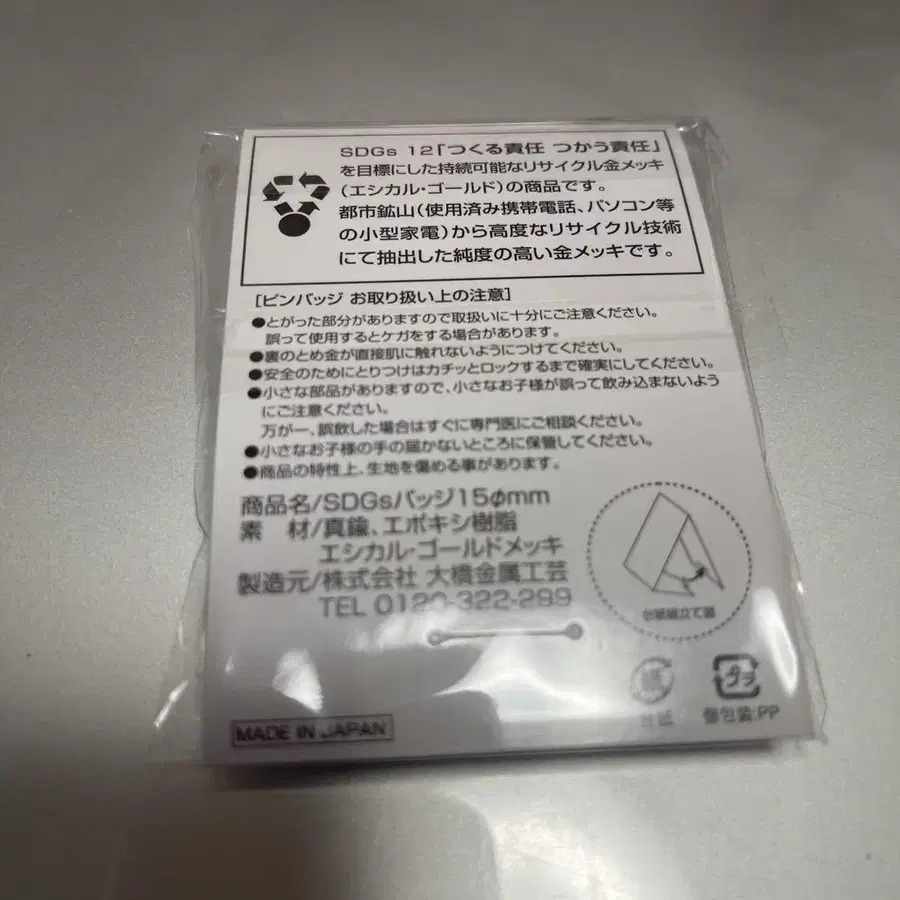 SDGs 12「つくる責任 つかう責任」
を目標にした持続可能なリサイクル金メッキ
（エシカル・ゴールド）の商品です。
都市鉱山（使用済み携帯電話、パソコン等
の小型家電）から高度なリサイクル技術
にて抽出した純度の高い金メッキです。
［ピンバッジ お取り扱い上の注意］
●とがった部分がありますので取扱いに十分にご注意ください。
誤って使用するとケガをする場合があります。
●裏のとめ金が直接肌に触れないようにつけてください。
●安全のためにとりつけはカチッとロックするまで確実にしてください。
●小さな部品がありますので、小さなお子様が誤って飲み込まないよう
にご注意ください。
万が一、誤飲した場合はすぐに専門医にご相談ください。
●小さなお子様の手の届かないところに保管してください。
●商品の特性上、生地を傷める事があります。
商品名/SDGsバッジ15φmm
素　材/真鍮、エポキシ樹脂
エシカル・ゴールドメッキ
製造元/株式会社 大橋金属工芸
TEL 0120-322-299
台紙組立て図
紙
台紙
プラ
個包装:PP
MADE IN JAPAN